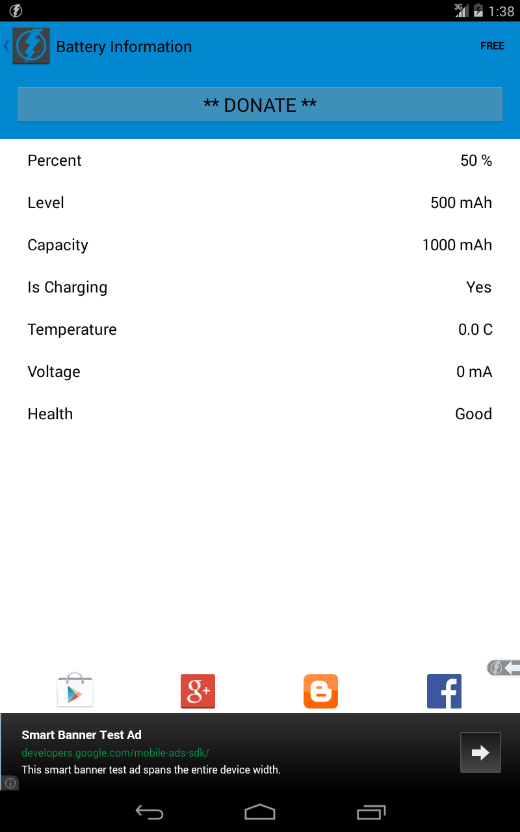 3G 1:38
Battery Information FREE
** DONATE **
Percent 50 %
Level 500 mAh
Capacity 1000 mAh
Is Charging Yes
Temperature 0.0 C
Voltage 0 mA
Health Good
g+
Smart Banner Test Ad
developers.google.com/mobile-ads-sdk/
This smart banner test ad spans the entire device width.